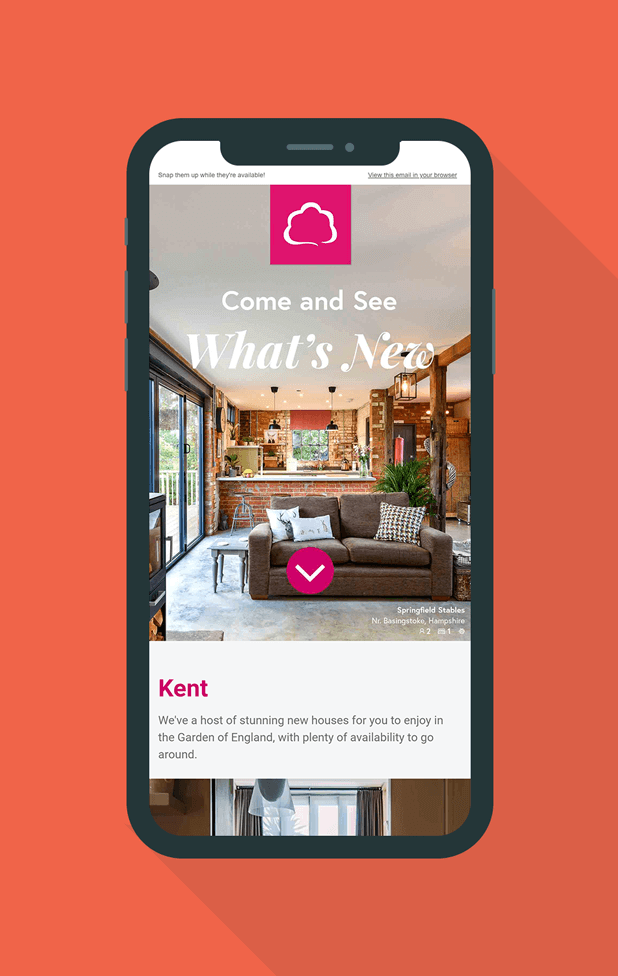 Snap them up while they're available!
View this email in your browser
Come and See
What's New
Springfield Stables
Nr. Basingstoke, Hampshire
2 1
Kent
We've a host of stunning new houses for you to enjoy in
the Garden of England, with plenty of availability to go
around.